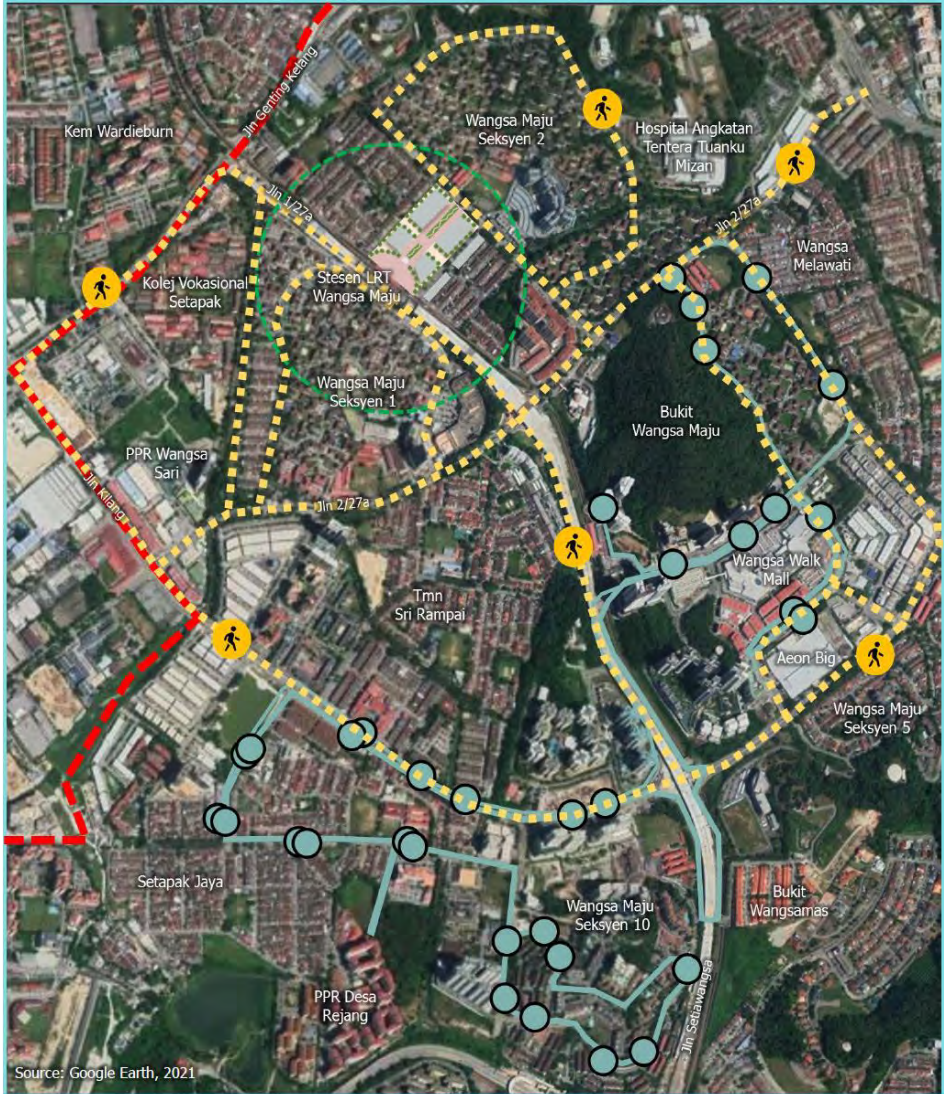 Jln Genting Kelang
Kem Wardieburn
Wangsa Maju
Seksyen 2
Hospital Angkatan
Tentera Tuanku
Mizan
Jln 1/27a
Jln 2/27a
Wangsa
Melawati
Kolej Vokasional
Setapak
Stesen LRT
Wangsa Maju
Wangsa Maju
Seksyen 1
Bukit
Wangsa Maju
PPR Wangsa
Sari
Jln Kilang
Jln 2/27a
Wangsa Walk
Mall
Tmn
Sri Rampai
Aeon Big
Wangsa Maju
Seksyen 5
Setapak Jaya
Wangsa Maju
Seksyen 10
Bukit
Wangsamas
PPR Desa
Rejang
Jln Setiawangsa
Source: Google Earth, 2021